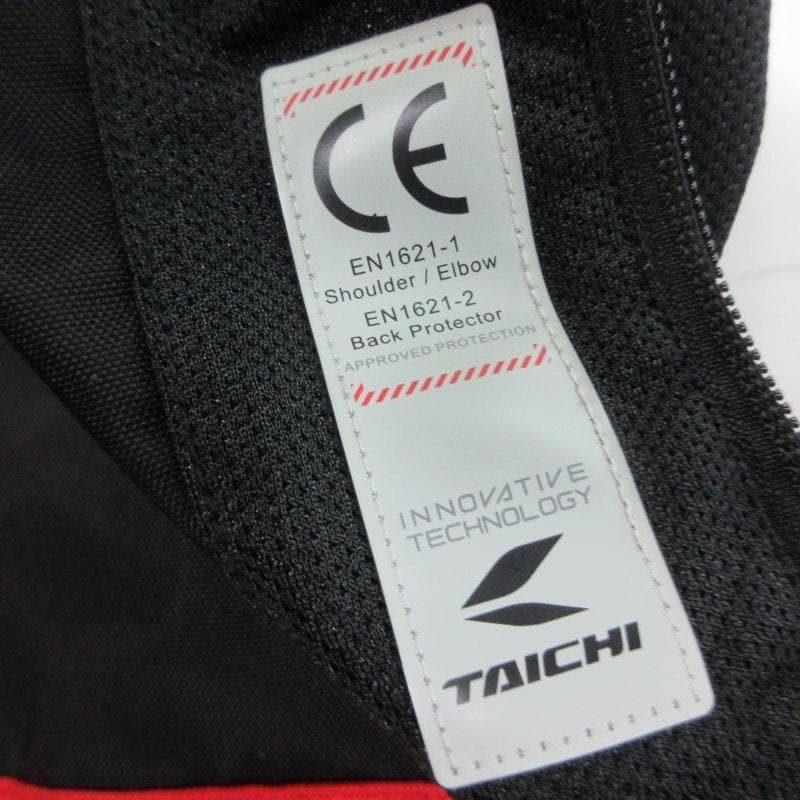 CE
EN1621-1
Shoulder / Elbow
EN1621-2
Back Protector
APPROVED PROTECTION
INNOVATIVE
TECHNOLOGY
TAICHI